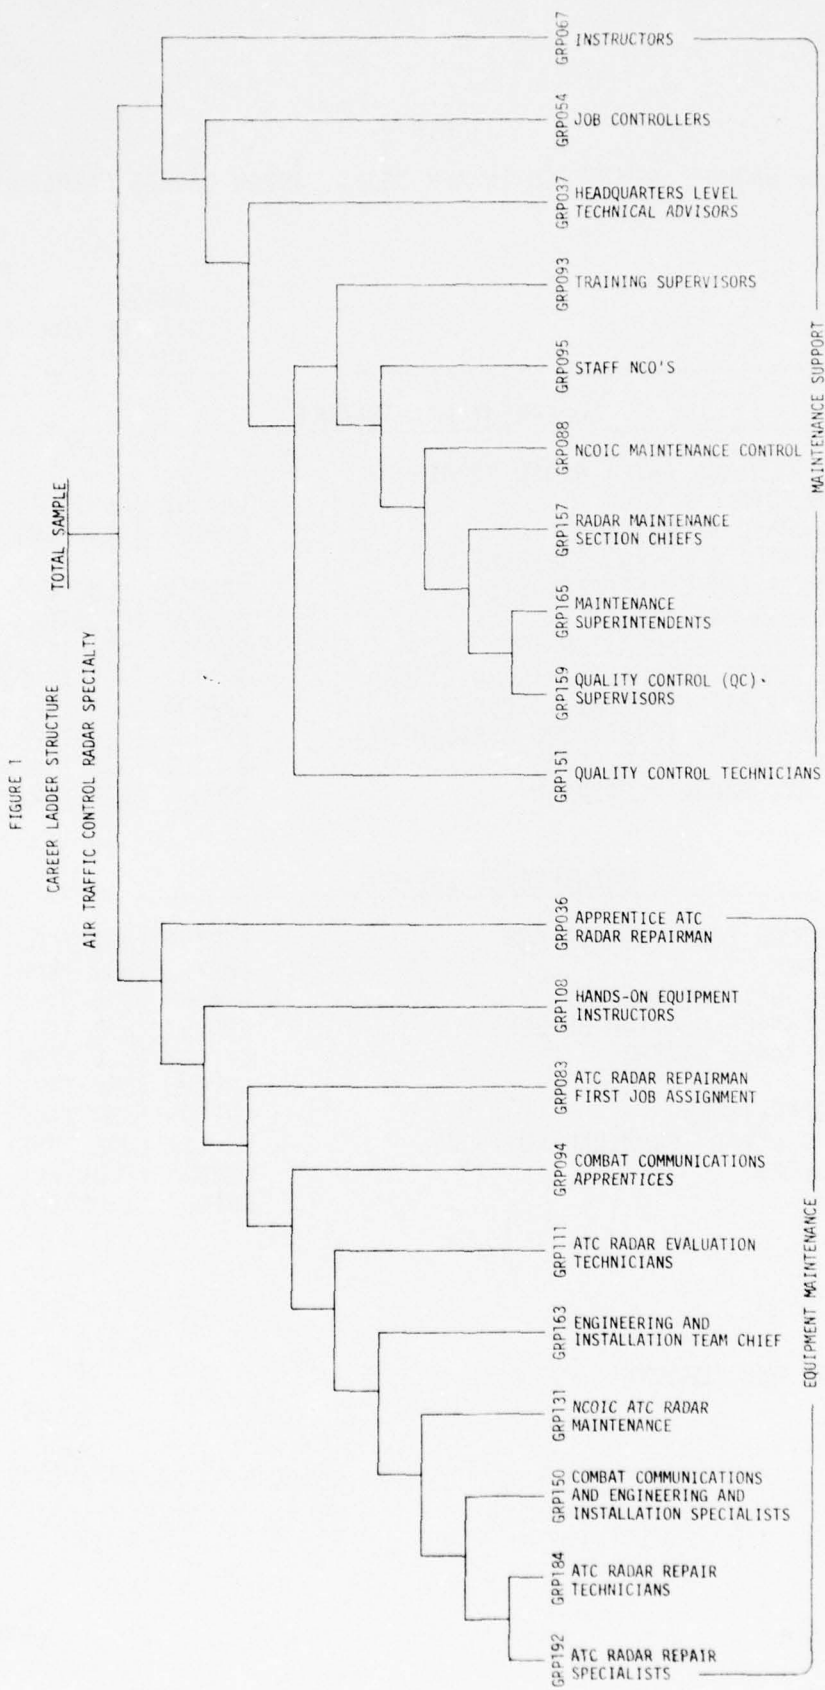 FIGURE 1
CAREER LADDER STRUCTURE
AIR TRAFFIC CONTROL RADAR SPECIALTY
TOTAL SAMPLE
GRP067
INSTRUCTORS
GRP054
JOB CONTROLLERS
GRP037
HEADQUARTERS LEVEL
TECHNICAL ADVISORS
GRP093
TRAINING SUPERVISORS
GRP095
STAFF NCO'S
GRP088
NCOIC MAINTENANCE CONTROL
GRP157
RADAR MAINTENANCE
SECTION CHIEFS
GRP165
MAINTENANCE
SUPERINTENDENTS
GRP159
QUALITY CONTROL (QC)
SUPERVISORS
GRP151
QUALITY CONTROL TECHNICIANS
MAINTENANCE SUPPORT
GRP036
APPRENTICE ATC
RADAR REPAIRMAN
GRP108
HANDS-ON EQUIPMENT
INSTRUCTORS
GRP083
ATC RADAR REPAIRMAN
FIRST JOB ASSIGNMENT
GRP094
COMBAT COMMUNICATIONS
APPRENTICES
GRP111
ATC RADAR EVALUATION
TECHNICIANS
GRP163
ENGINEERING AND
INSTALLATION TEAM CHIEF
GRP131
NCOIC ATC RADAR
MAINTENANCE
GRP150
COMBAT COMMUNICATIONS
AND ENGINEERING AND
INSTALLATION SPECIALISTS
GRP184
ATC RADAR REPAIR
TECHNICIANS
GRP192
ATC RADAR REPAIR
SPECIALISTS
EQUIPMENT MAINTENANCE